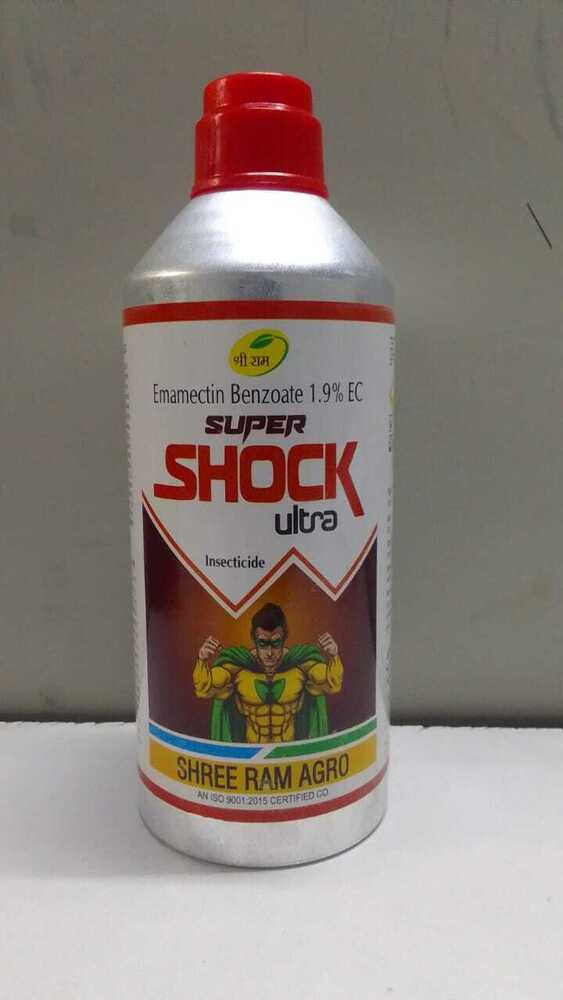 श्री राम
Emamectin Benzoate 1.9% EC
SUPER
SHOCK
ultra
Insecticide
SHREE RAM AGRO
AN ISO 9001:2015 CERTIFIED CO.